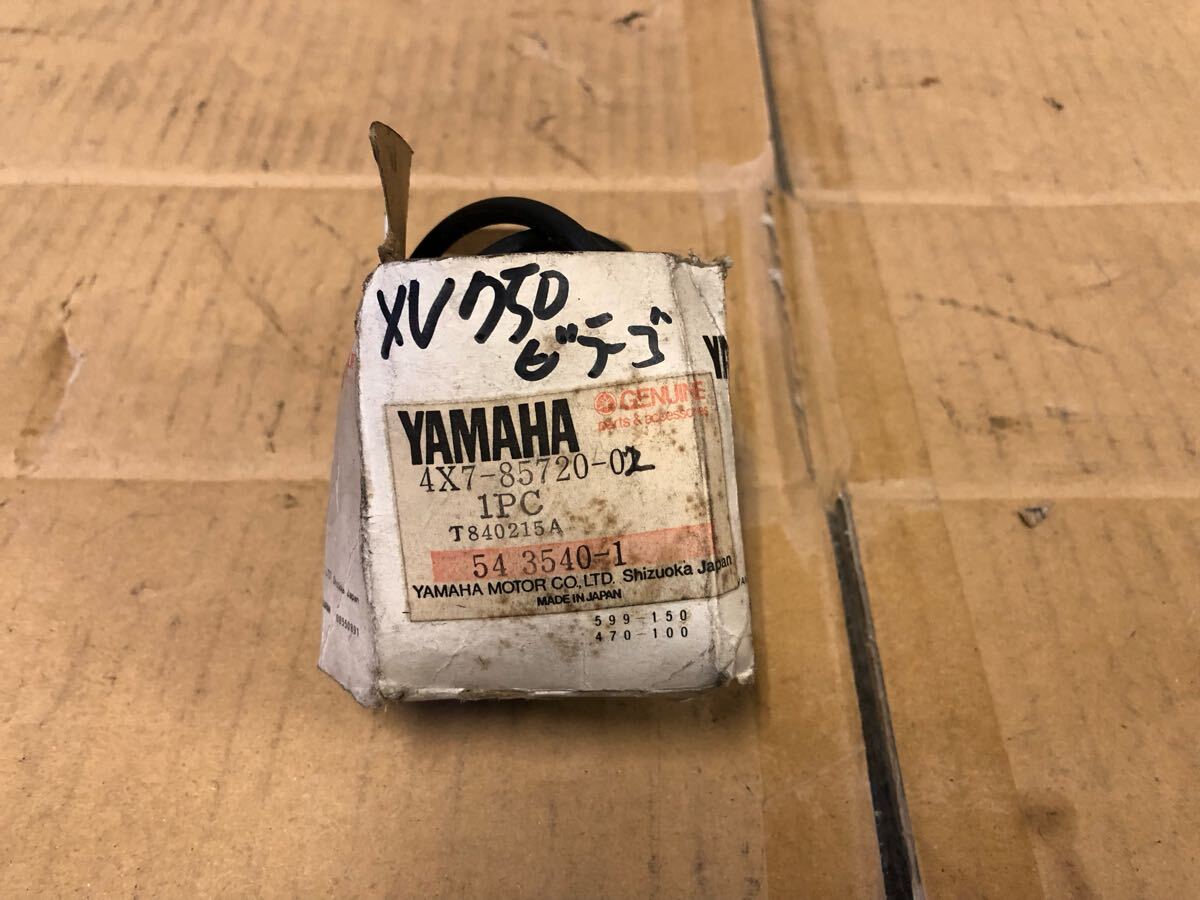 XV750
ビラゴ
YAMAHA
GENUINE
parts & accessories
4X7-85720-02
1PC
T840215A
54 3540-1
YAMAHA MOTOR CO., LTD. Shizuoka Japan
MADE IN JAPAN
599-150
470-100
YA